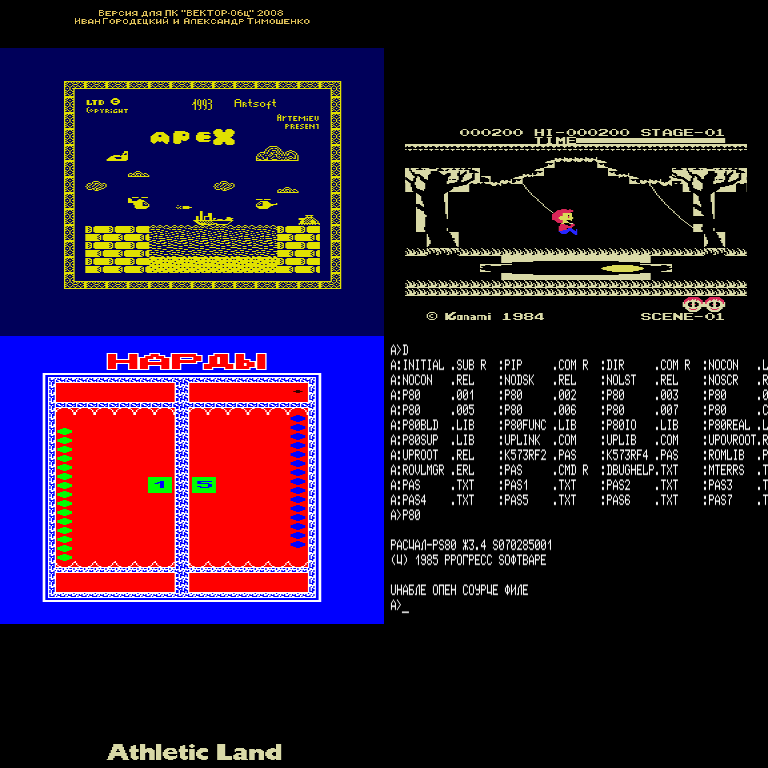 Версия для ПК "ВЕКТОР-06ц" 2008
Иван Городецкий и Александр Тимошенко
LTD ©
COPYRIGHT
1993 Artsoft
ARTEMIEV
PRESENT
APEX
000200 HI-000200 STAGE-01
TIME
© Konami 1984 SCENE-01
НАРДЫ
1 5
A>D
A:INITIAL .SUB R :PIP .COM R :DIR .COM R :NOCON .L
A:NOCON .REL :NODSK .REL :NOLST .REL :NOSCR .R
A:P80 .001 :P80 .002 :P80 .003 :P80 .0
A:P80 .005 :P80 .006 :P80 .007 :P80 .C
A:P80BLD .LIB :P80FUNC .LIB :P80IO .LIB :P80REAL .L
A:P80SUP .LIB :UPLINK .COM :UPLIB .COM :UPOUROOT.R
A:UPROOT .REL :K573RF2 .PAS :K573RF4 .PAS :ROMLIB .P
A:ROVLMGR .ERL :PAS .CMD R :DBUGHELP.TXT :MTERRS .T
A:PAS .TXT :PAS1 .TXT :PAS2 .TXT :PAS3 .T
A:PAS4 .TXT :PAS5 .TXT :PAS6 .TXT :PAS7 .T
A>P80
РАСЦАЛ-PS80 Ж3.4 S070285001
(Ц) 1985 РРОГРЕСС SОФТВАРЕ
УНАБЛЕ ОПЕН СОУРЦЕ ФИЛЕ
A>_
Athletic Land